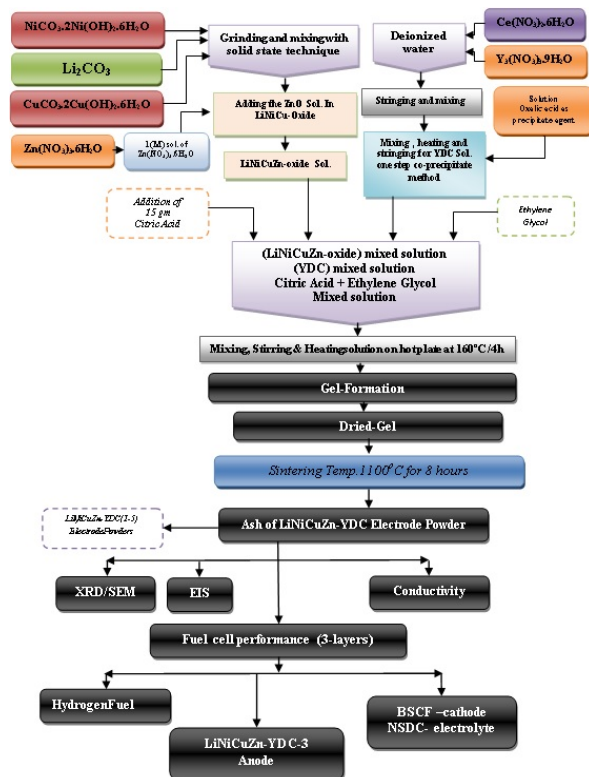 NiCO₃.2Ni(OH)₂.6H₂O
Li₂CO₃
CuCO₃.2Cu(OH)₂.6H₂O
Zn(NO₃)₂.6H₂O
1(M) sol. of
Zn(NO₃)₂.6H₂O
Grinding and mixing with
solid state technique
Adding the ZnO Sol. In
LiNiCu-Oxide
LiNiCuZn-oxide Sol.
Deionized
water
Stringing and mixing
Mixing , heating and
stringing for YDC Sol.
one step co-precipitate
method
Ce(NO₃)₃.6H₂O
Y₃(NO₃)₃.9H₂O
Solution
Oxalic acid as
precipitate agent.
Addition of
15 gm
Citric Acid
Ethylene
Glycol
(LiNiCuZn-oxide) mixed solution
(YDC) mixed solution
Citric Acid + Ethylene Glycol
Mixed solution
Mixing, Stirring & Heatingsolution on hotplate at 160°C/4h
Gel-Formation
Dried-Gel
Sintering Temp.1100⁰C for 8 hours
LiNiCuZn-YDC(1-5)
ElectrodePowders
Ash of LiNiCuZn-YDC Electrode Powder
XRD/SEM
EIS
Conductivity
Fuel cell performance (3-layers)
HydrogenFuel
LiNiCuZn-YDC-3
Anode
BSCF –cathode
NSDC- electrolyte